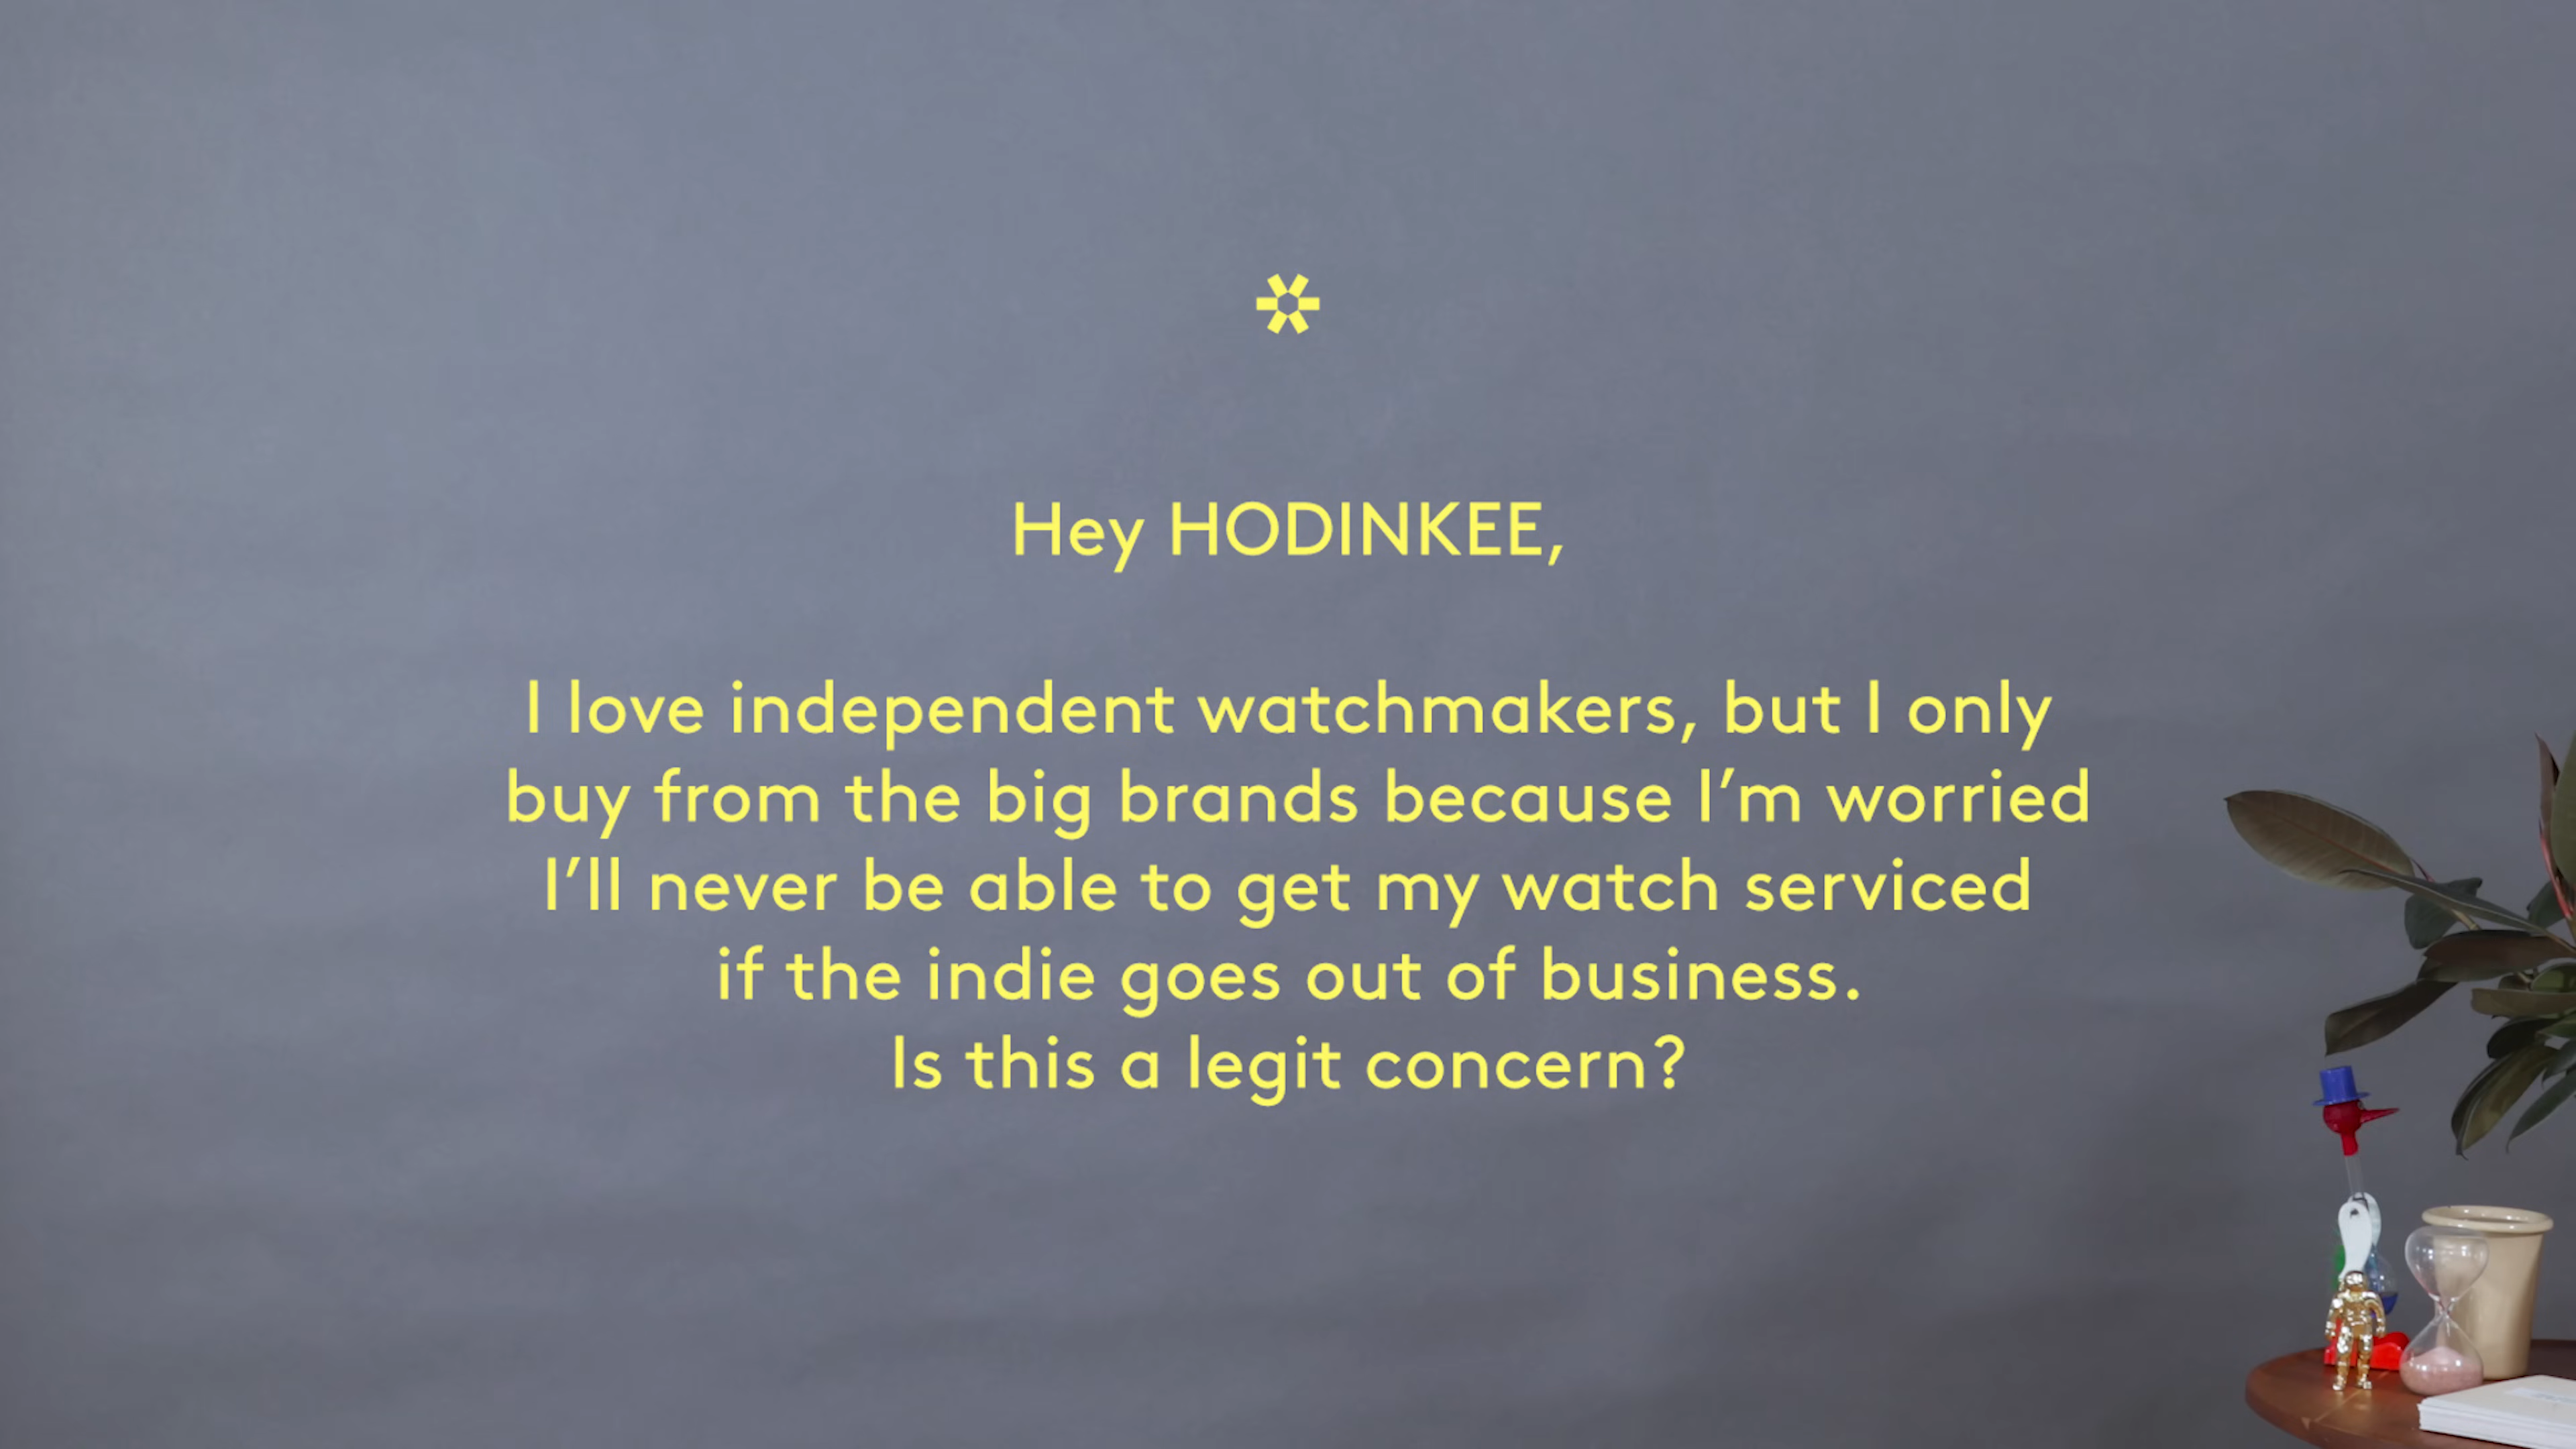 Hey HODINKEE,
I love independent watchmakers, but I only
buy from the big brands because I’m worried
I’ll never be able to get my watch serviced
if the indie goes out of business.
Is this a legit concern?